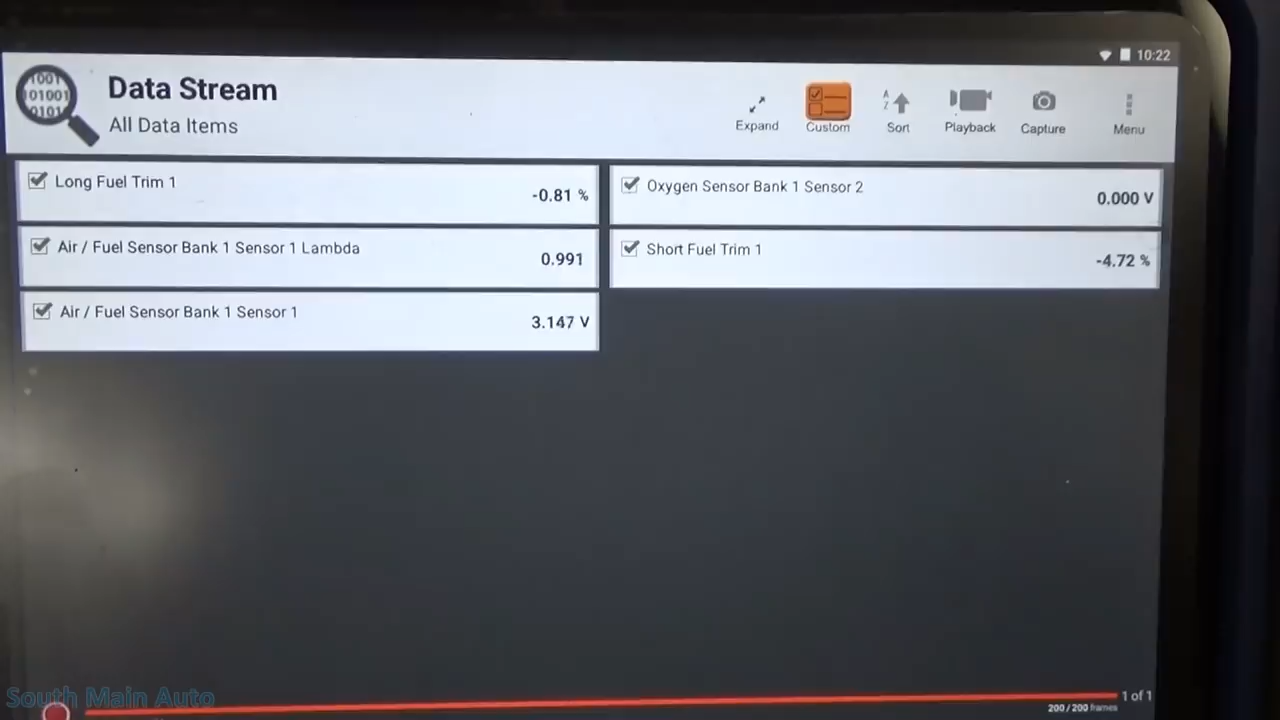 1001
101001
01010
Data Stream
All Data Items
10:22
Expand
Custom
A
Z
Sort
Playback
Capture
Menu
Long Fuel Trim 1
-0.81 %
Oxygen Sensor Bank 1 Sensor 2
0.000 V
Air / Fuel Sensor Bank 1 Sensor 1 Lambda
0.991
Short Fuel Trim 1
-4.72 %
Air / Fuel Sensor Bank 1 Sensor 1
3.147 V
1 of 1
200 / 200 frames
South Main Auto